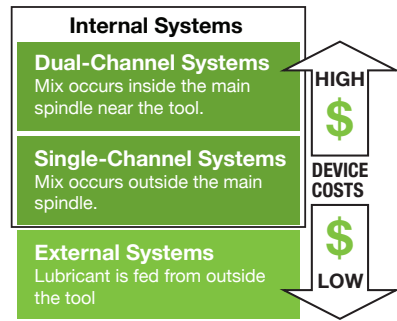 Internal Systems
Dual-Channel Systems
Mix occurs inside the main
spindle near the tool.
Single-Channel Systems
Mix occurs outside the main
spindle.
External Systems
Lubricant is fed from outside
the tool
HIGH
$
DEVICE
COSTS
$
LOW